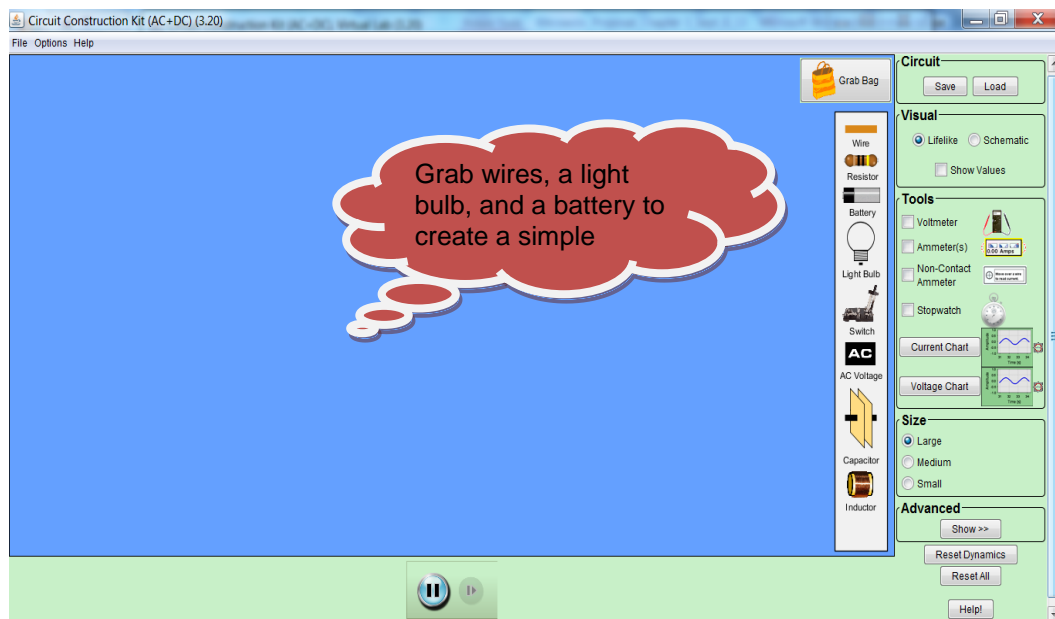 Circuit Construction Kit (AC+DC) (3.20)
File Options Help
Grab Bag
Grab wires, a light
bulb, and a battery to
create a simple
Wire
Resistor
Battery
Light Bulb
Switch
AC
AC Voltage
Capacitor
Inductor
Circuit
Save Load
Visual
Lifelike Schematic
Show Values
Tools
Voltmeter
Ammeter(s)
0.00 Amps
Non-Contact
Ammeter
Stopwatch
Current Chart
Voltage Chart
Size
Large
Medium
Small
Advanced
Show >>
Reset Dynamics
Reset All
Help!